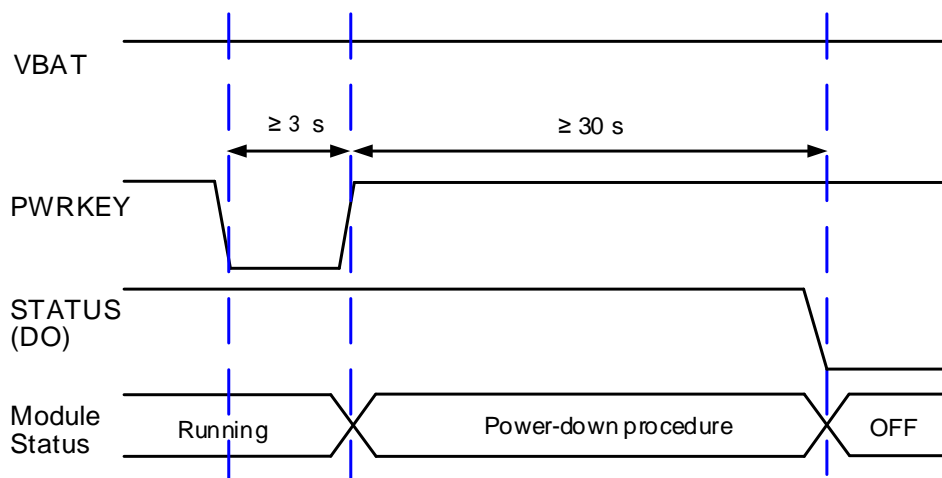 VBAT
≥ 3 s
≥ 30 s
PWRKEY
STATUS
(DO)
Module
Status
Running
Power-down procedure
OFF